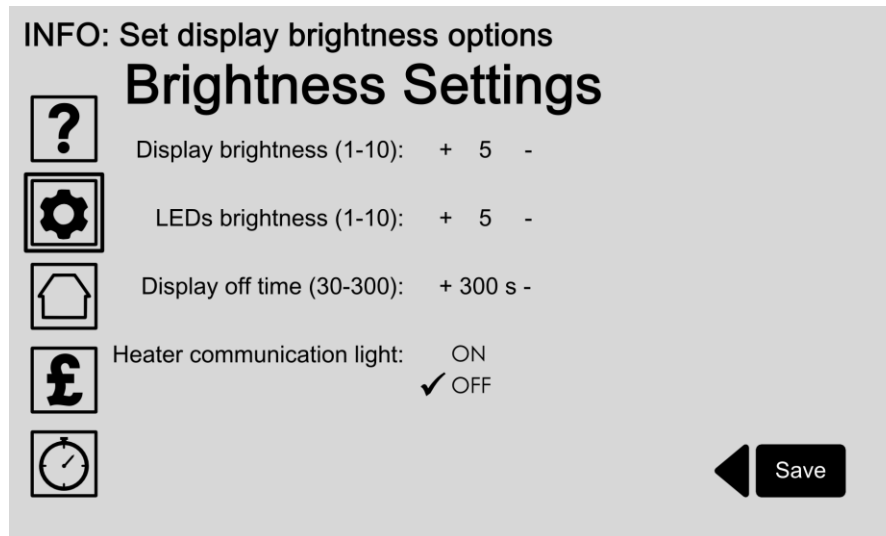 INFO: Set display brightness options
Brightness Settings
?
Display brightness (1-10): + 5 -
LEDs brightness (1-10): + 5 -
Display off time (30-300): + 300 s -
£
Heater communication light: ON
✓ OFF
Save